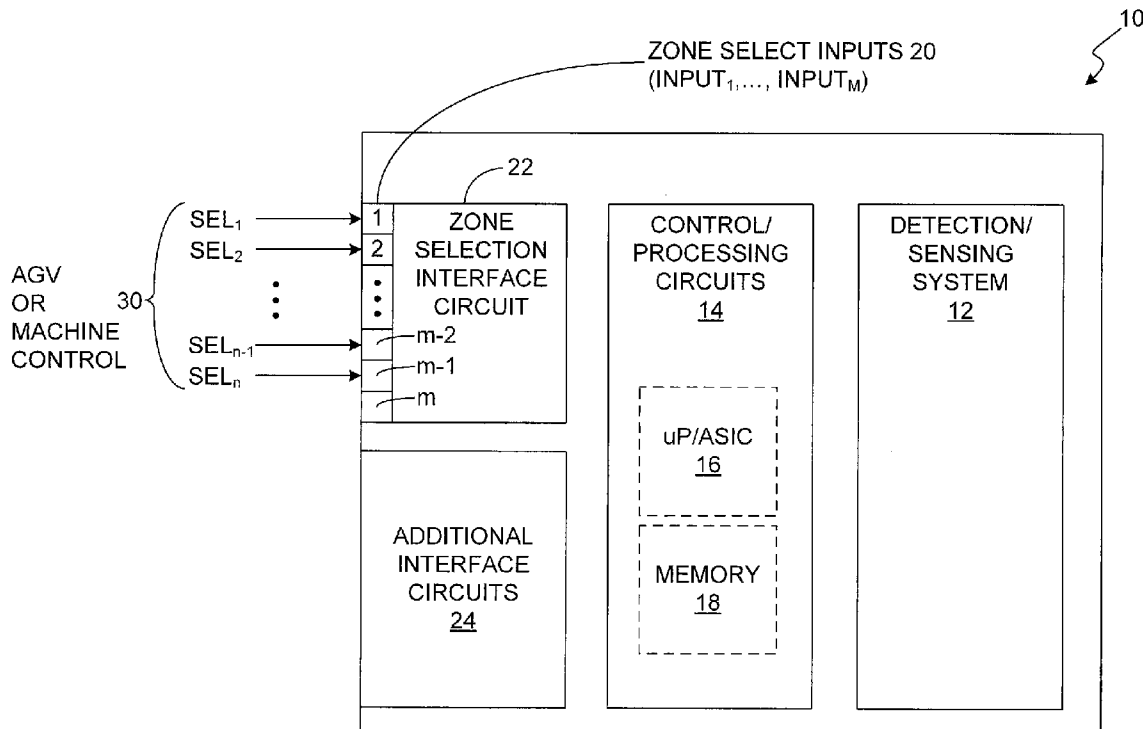 10
ZONE SELECT INPUTS 20
(INPUT₁,..., INPUTₘ)
22
SEL₁
1
ZONE
SELECTION
INTERFACE
CIRCUIT
SEL₂
2
AGV
OR
MACHINE
CONTROL
30
SELₙ₋₁
m-2
SELₙ
m-1
m
CONTROL/
PROCESSING
CIRCUITS
14
uP/ASIC
16
MEMORY
18
DETECTION/
SENSING
SYSTEM
12
ADDITIONAL
INTERFACE
CIRCUITS
24